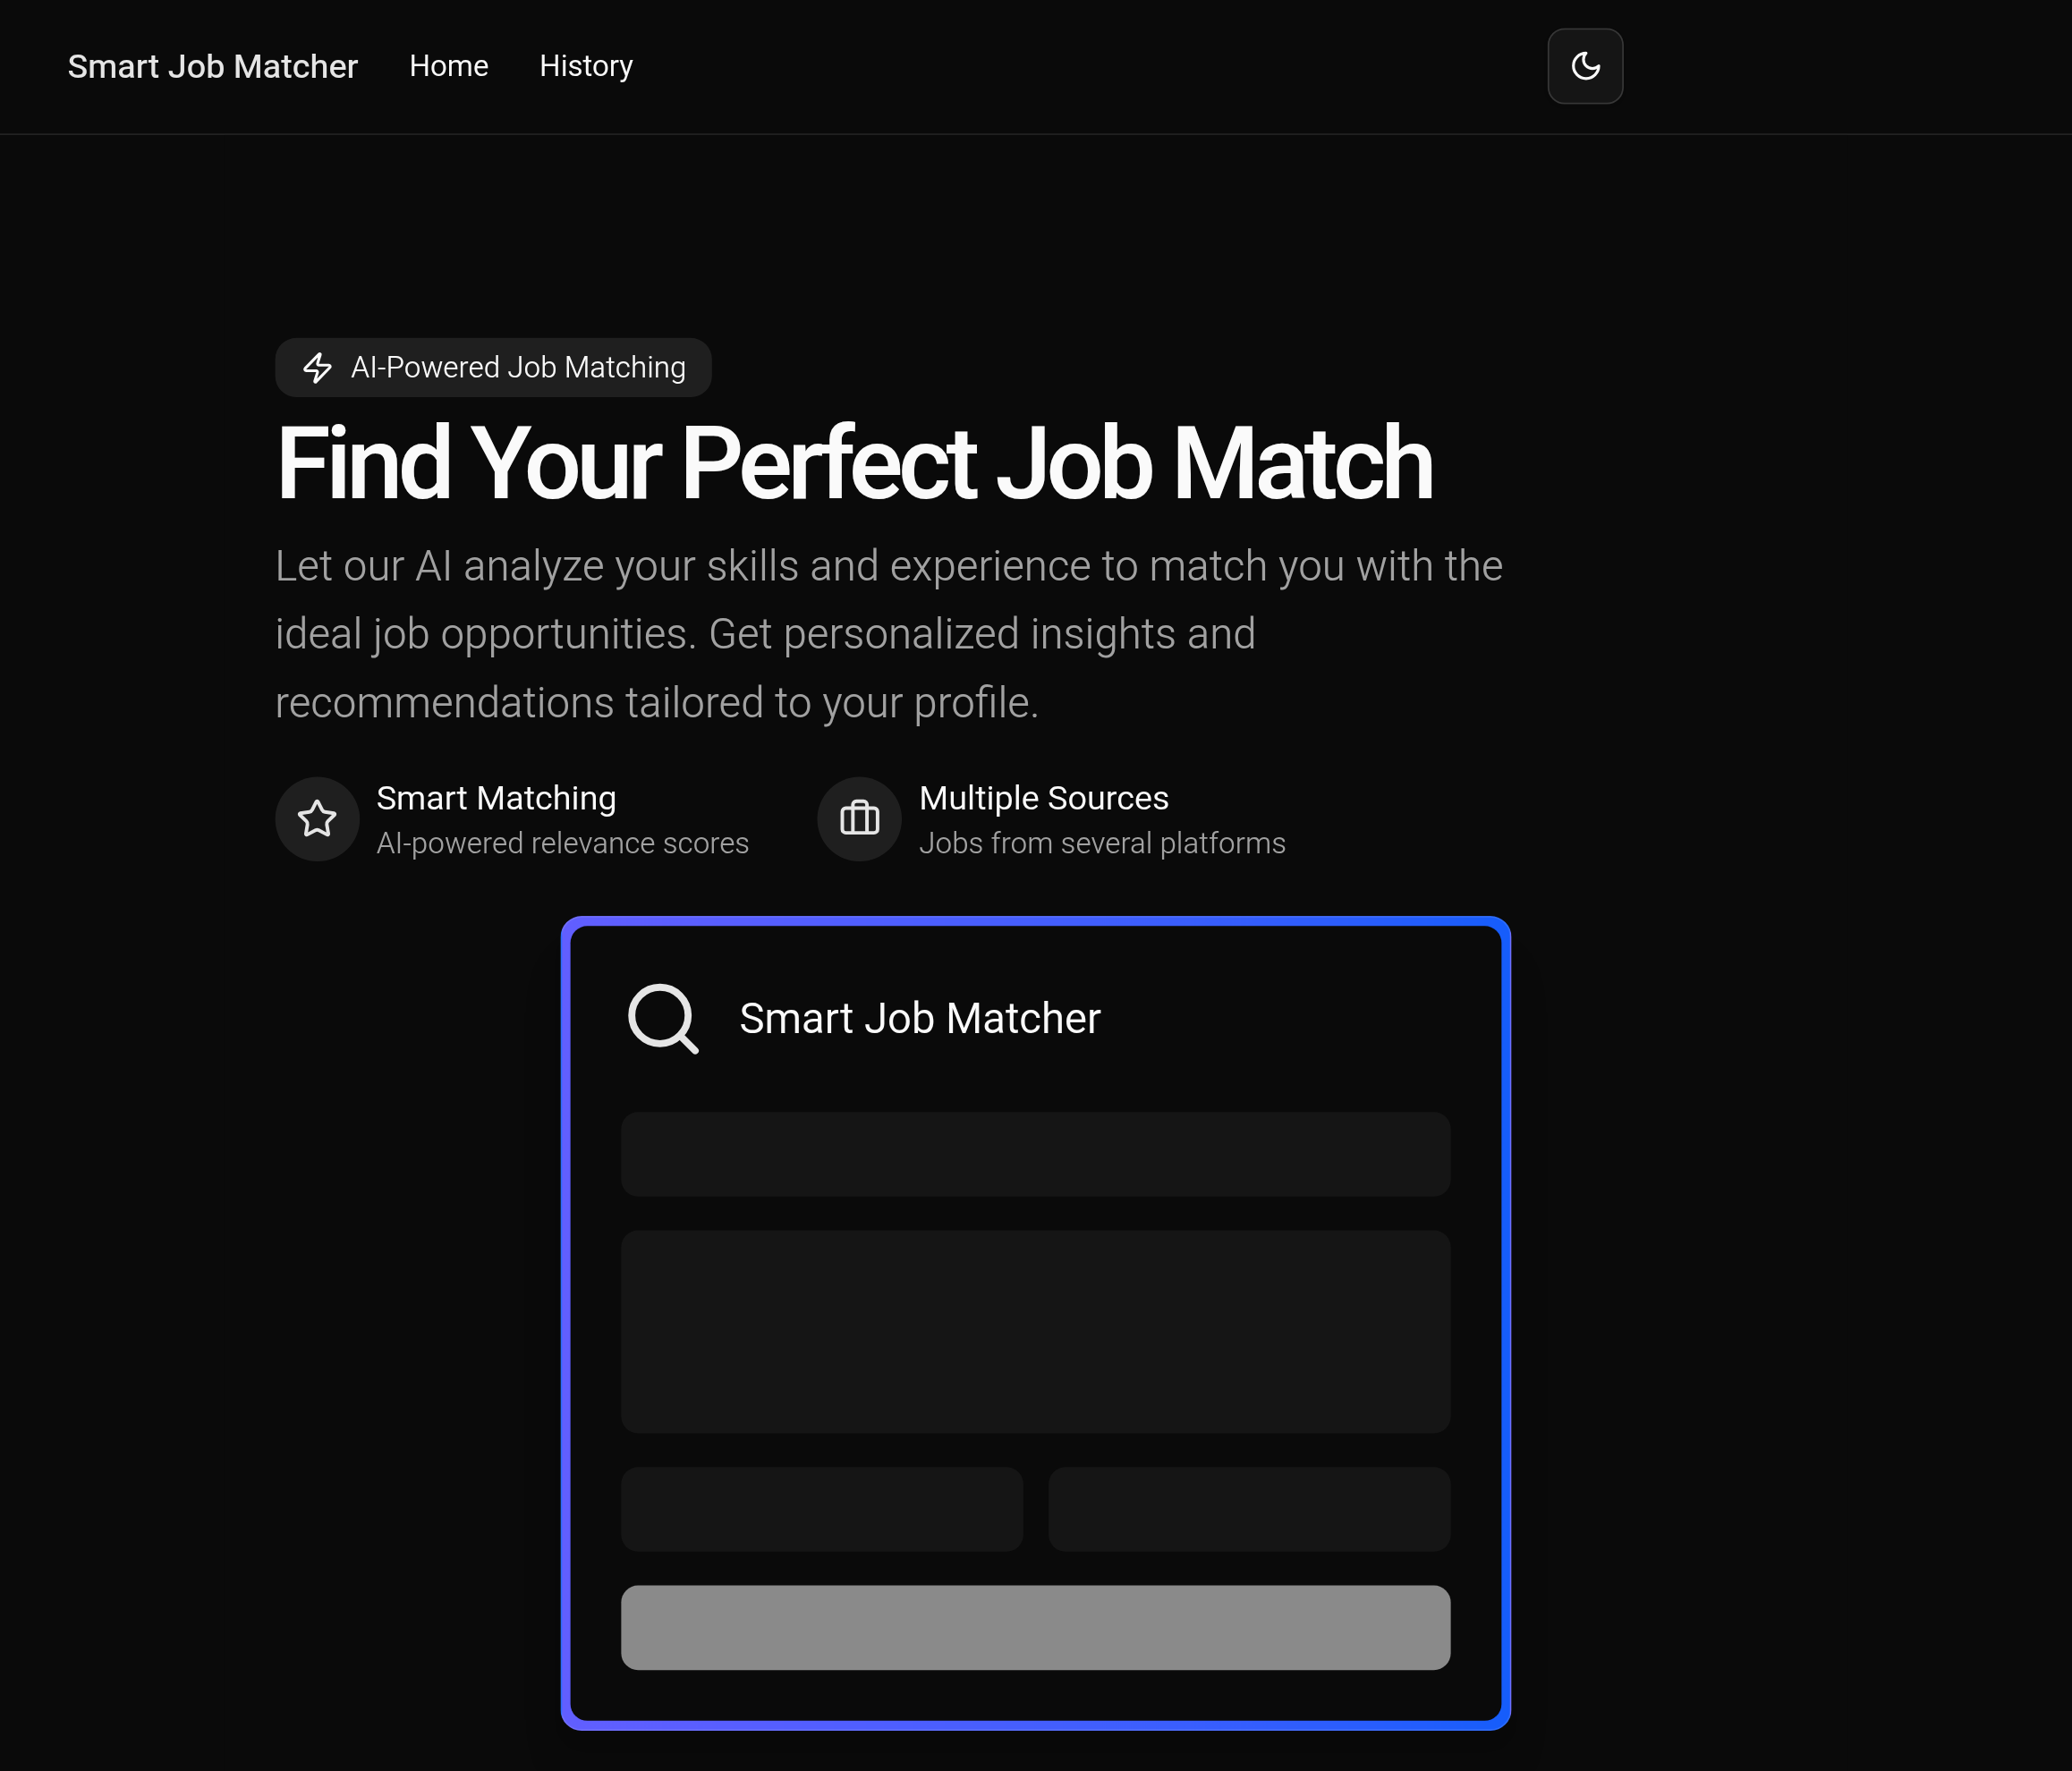 Smart Job Matcher
Home
History
AI-Powered Job Matching
Find Your Perfect Job Match
Let our AI analyze your skills and experience to match you with the
ideal job opportunities. Get personalized insights and
recommendations tailored to your profile.
Smart Matching
AI-powered relevance scores
Multiple Sources
Jobs from several platforms
Smart Job Matcher